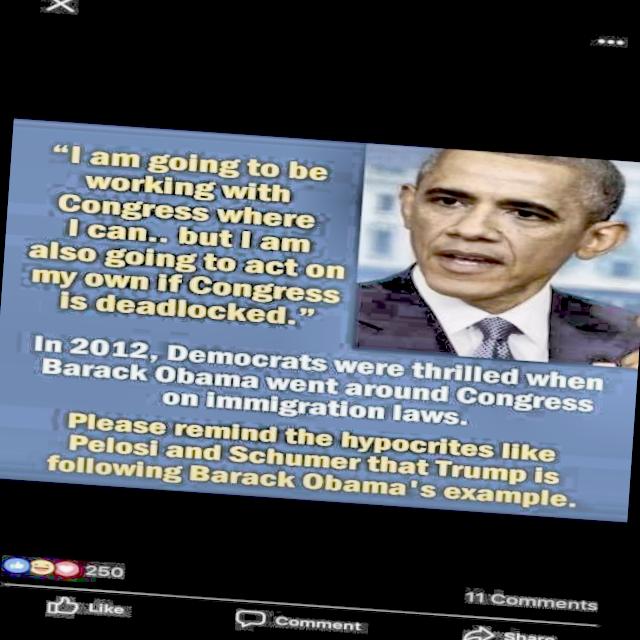 “I am going to be
working with
Congress where
I can.. but I am
also going to act on
my own if Congress
is deadlocked.”
In 2012, Democrats were thrilled when
Barack Obama went around Congress
on immigration laws.
Please remind the hypocrites like
Pelosi and Schumer that Trump is
following Barack Obama's example.
250
11 Comments
Like
Comment
Share